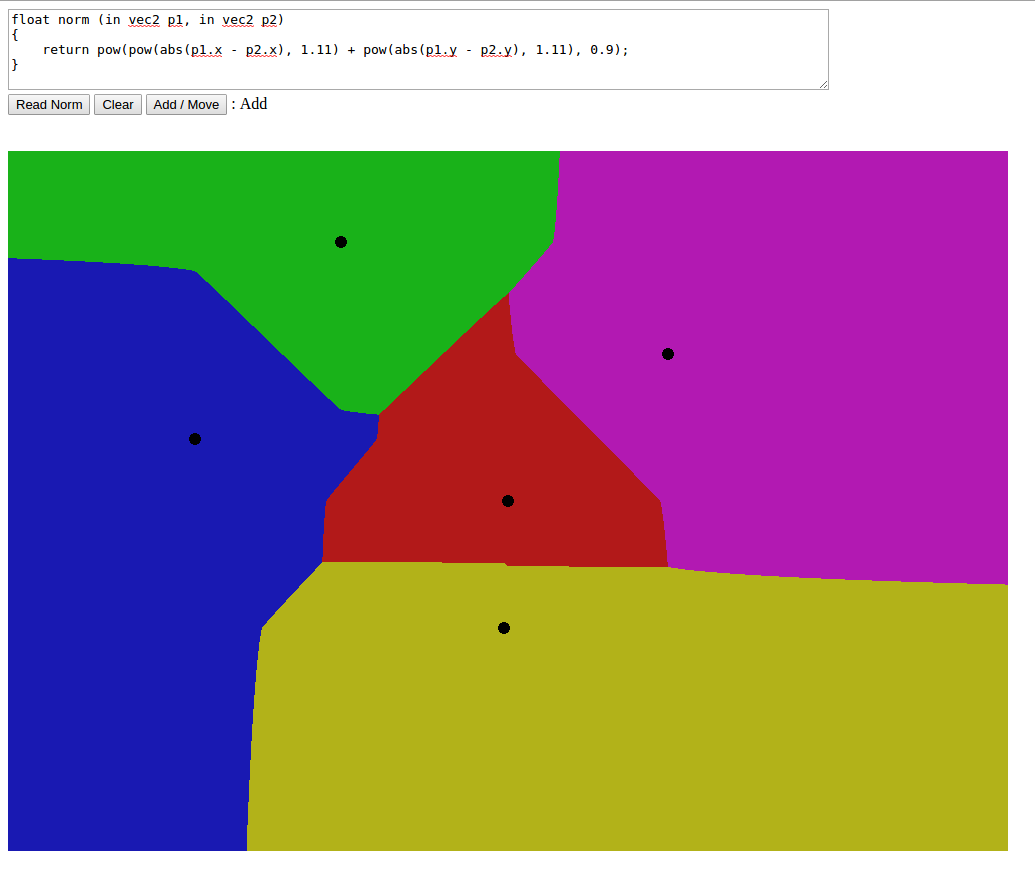 float norm (in vec2 p1, in vec2 p2)
{
    return pow(pow(abs(p1.x - p2.x), 1.11) + pow(abs(p1.y - p2.y), 1.11), 0.9);
}
Read Norm Clear Add / Move : Add